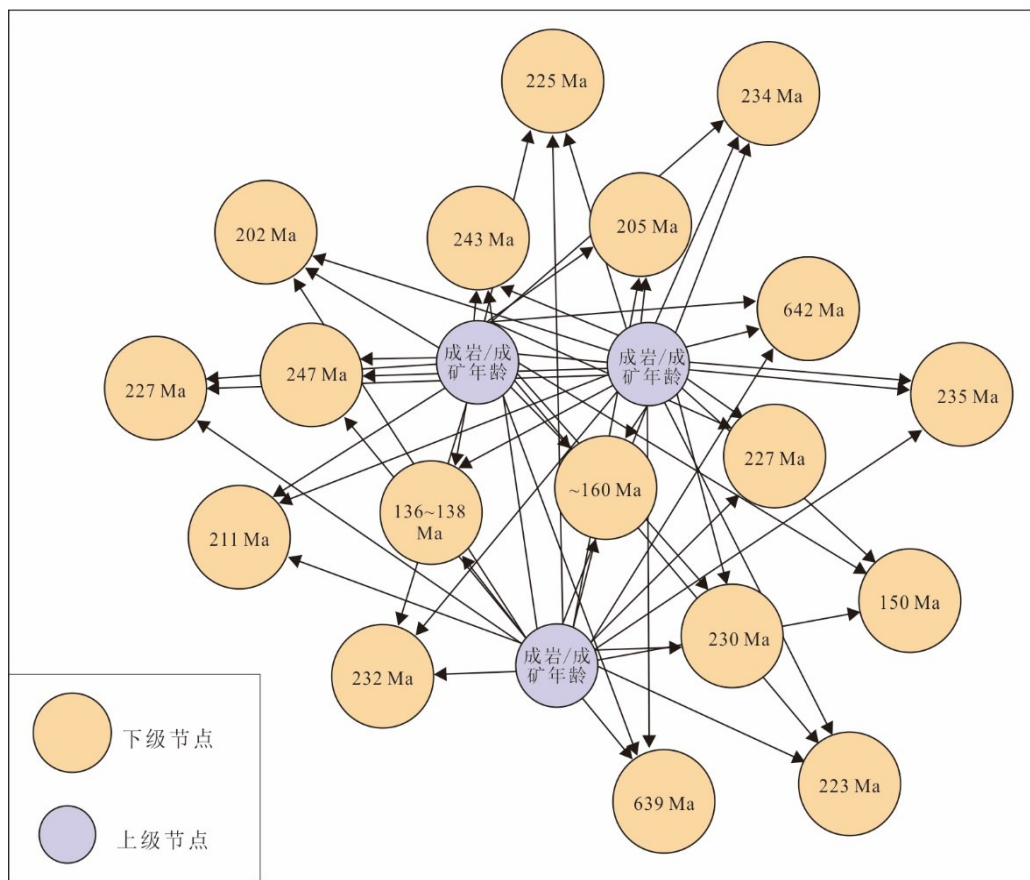 225 Ma
234 Ma
202 Ma
243 Ma
205 Ma
642 Ma
227 Ma
247 Ma
成岩/成
矿年龄
成岩/成
矿年龄
235 Ma
227 Ma
211 Ma
136~138
Ma
~160 Ma
150 Ma
232 Ma
成岩/成
矿年龄
230 Ma
639 Ma
223 Ma
下级节点
上级节点